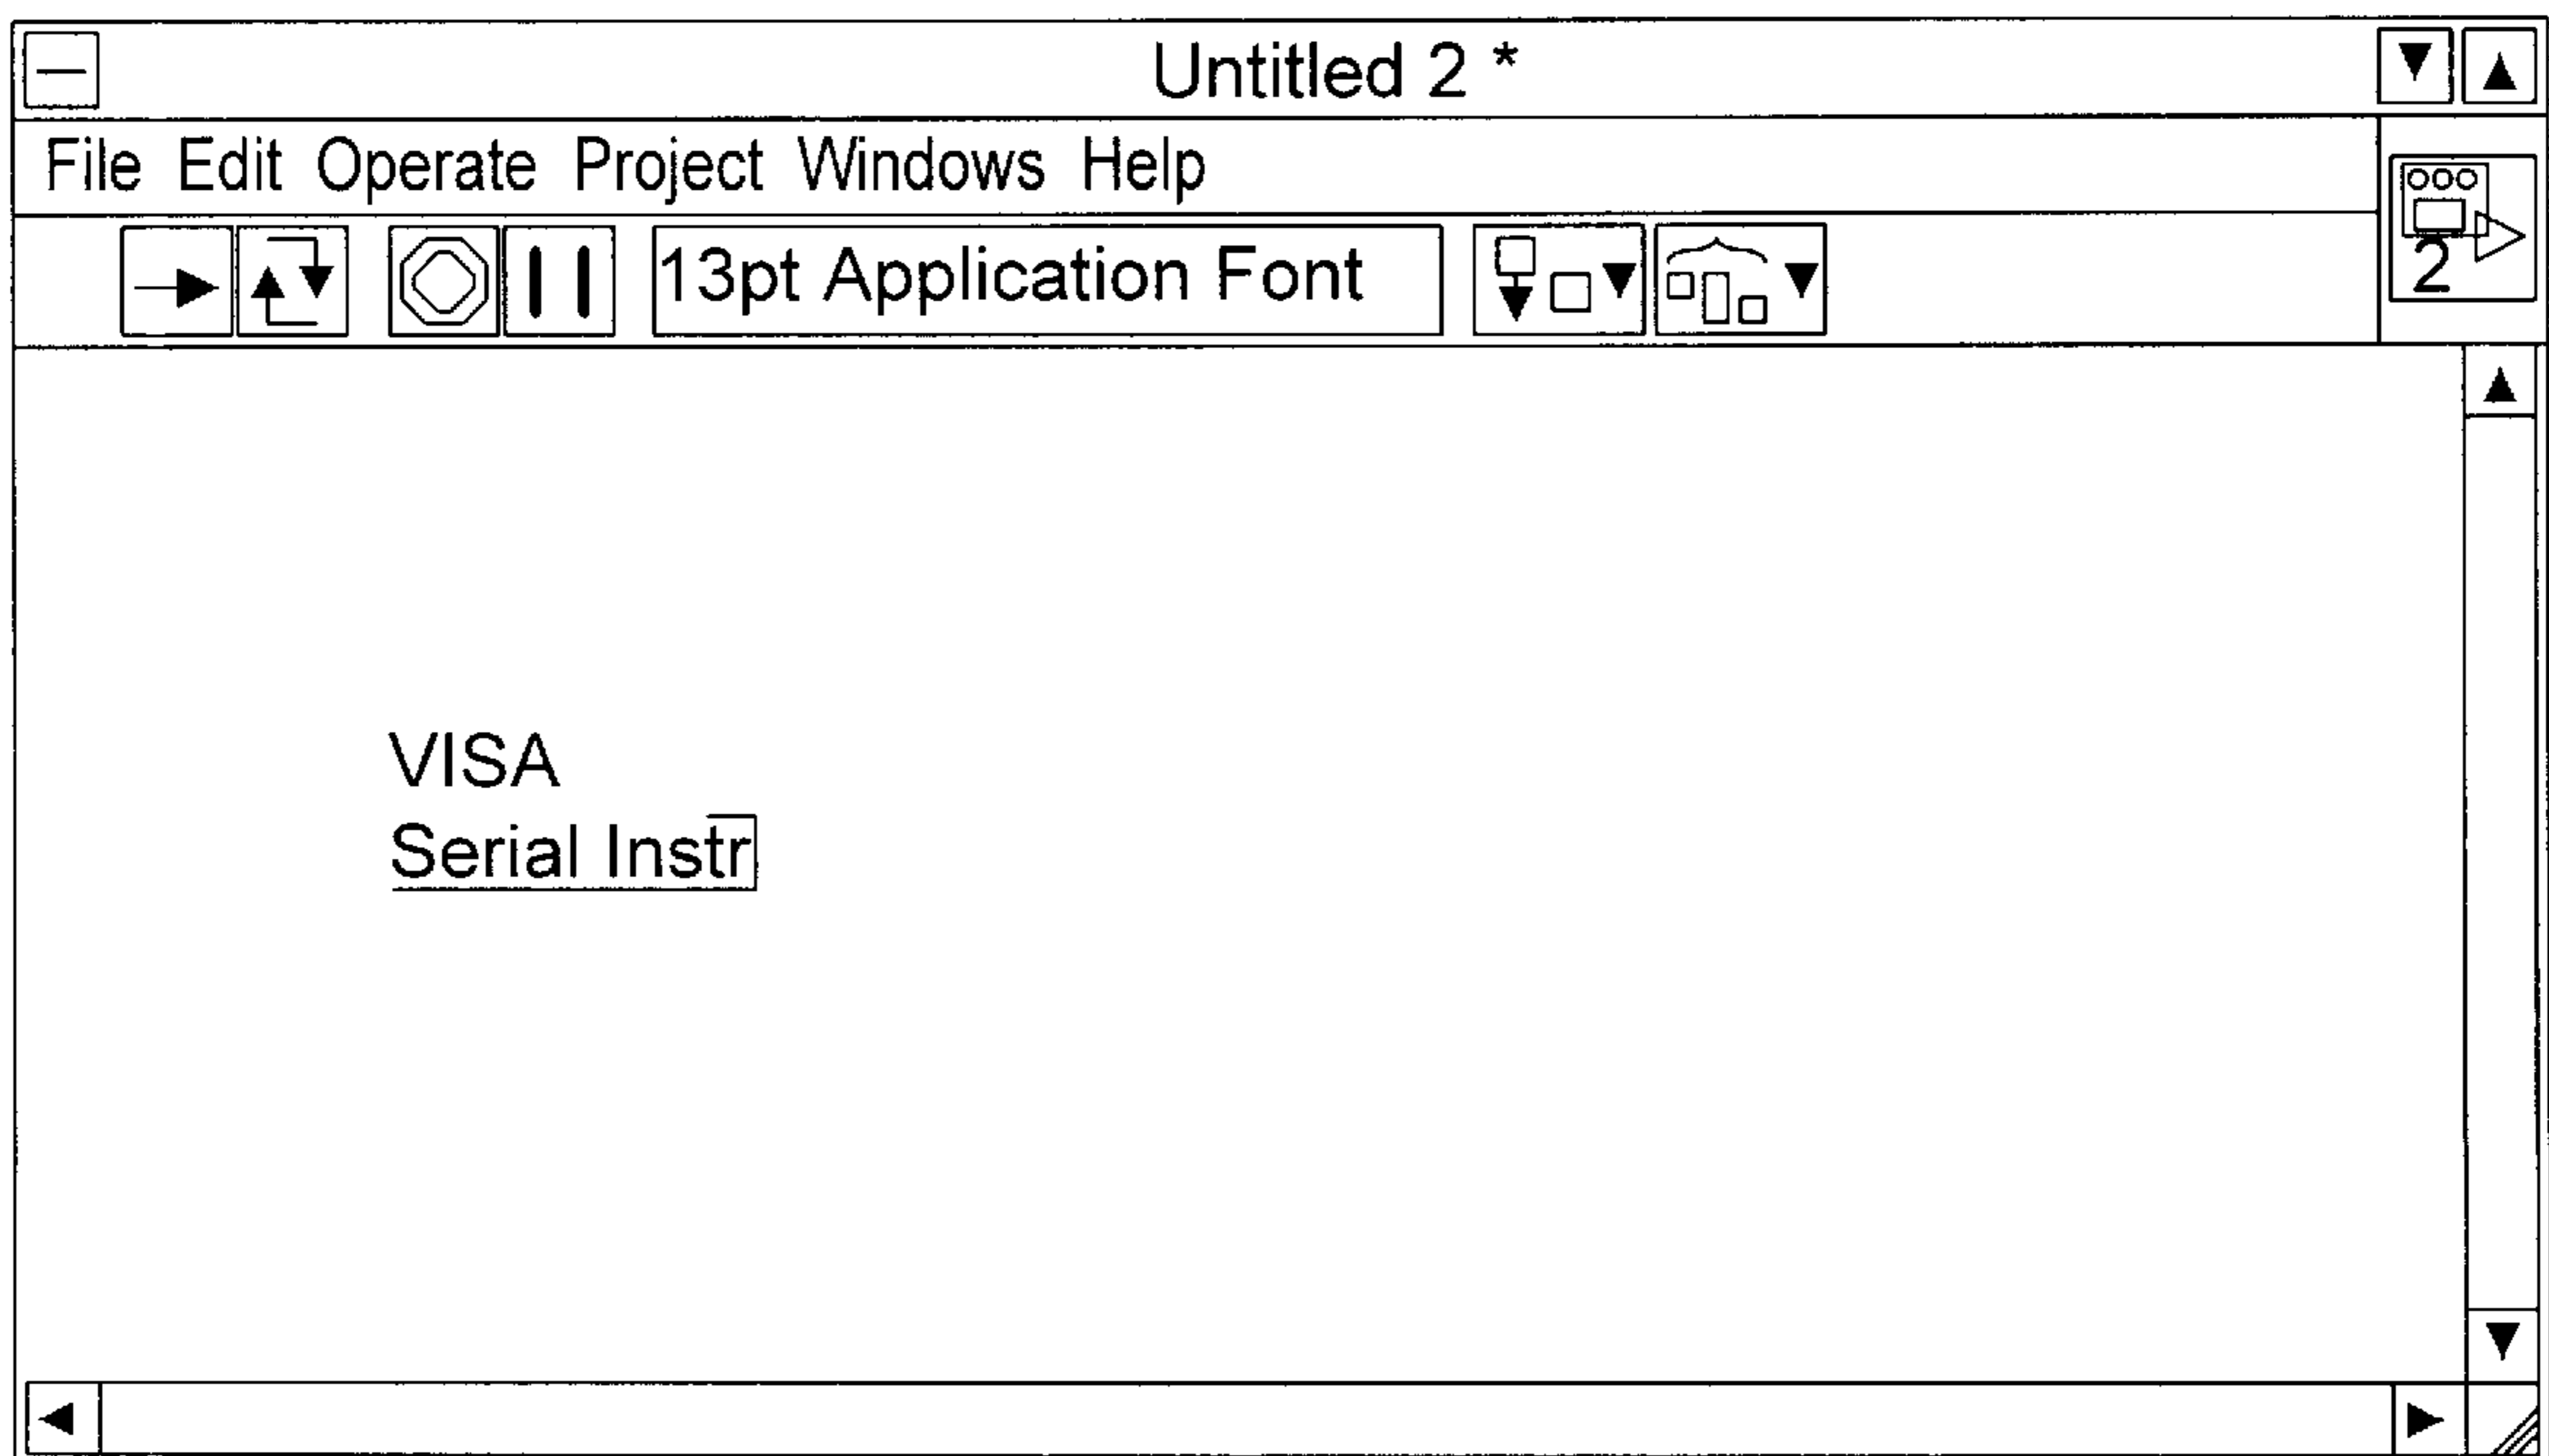 Untitled 2 *
File Edit Operate Project Windows Help
2
13pt Application Font
VISA
Serial Instr